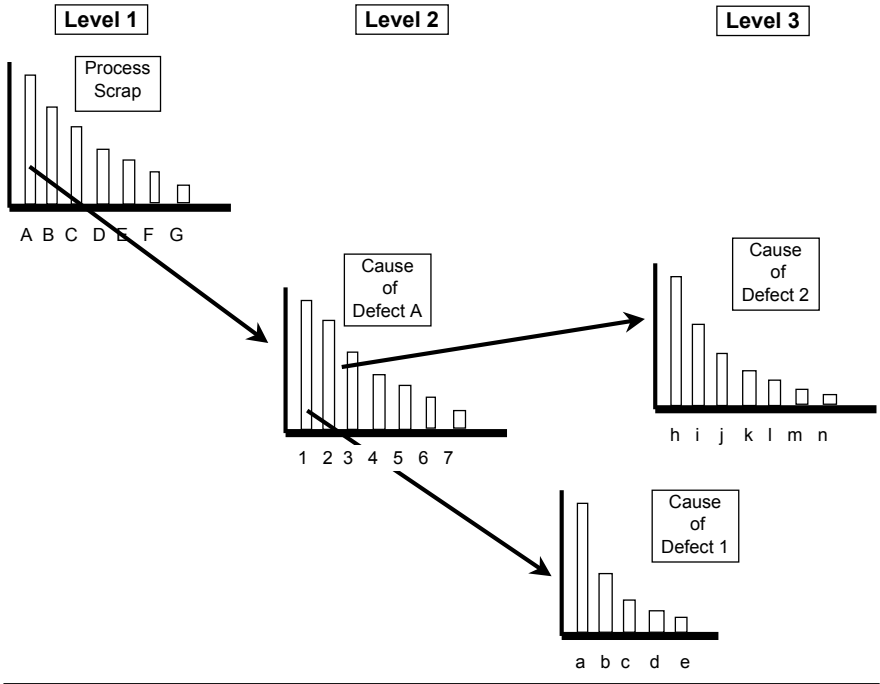 Level 1
Level 2
Level 3
Process
Scrap
A B C D E F G
Cause
of
Defect A
1 2 3 4 5 6 7
Cause
of
Defect 2
h i j k l m n
Cause
of
Defect 1
a b c d e